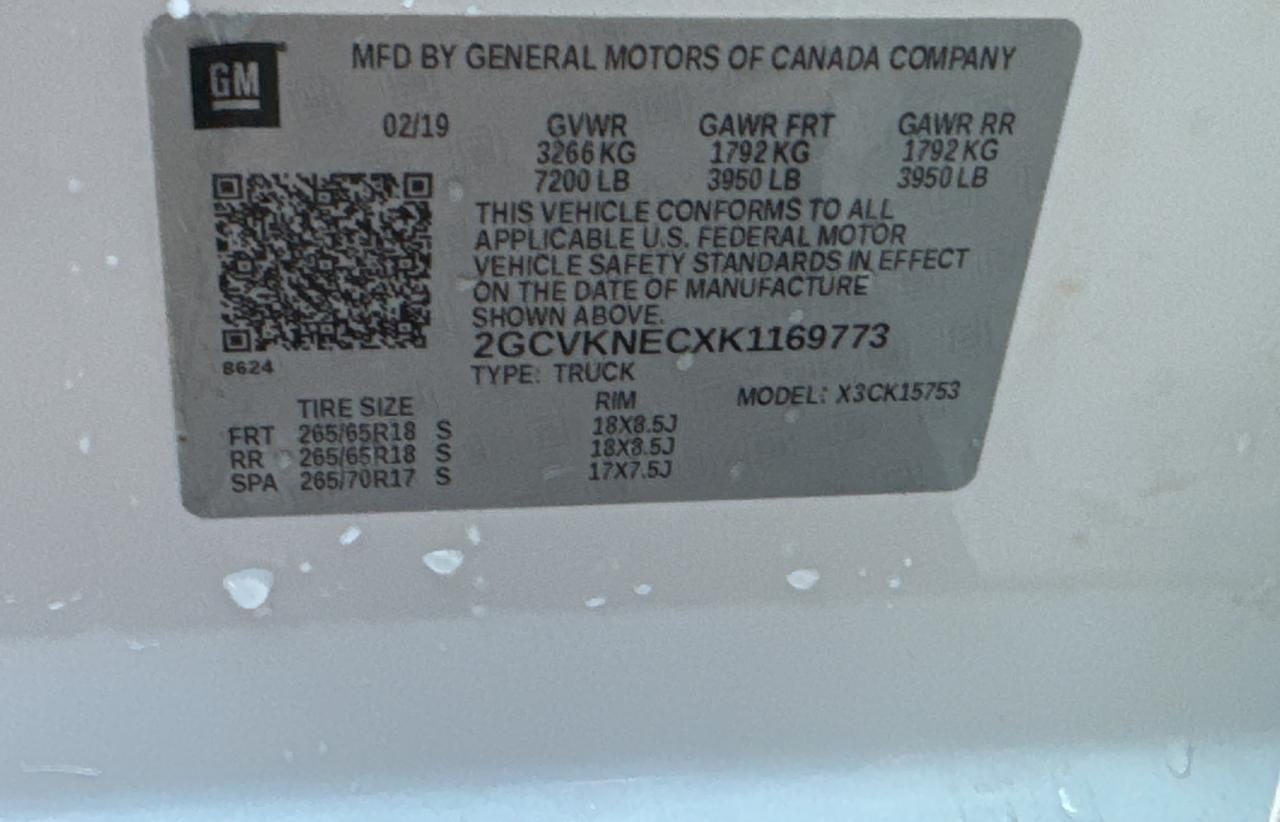 GM
MFD BY GENERAL MOTORS OF CANADA COMPANY
02/19 GVWR GAWR FRT GAWR RR
3266 KG 1792 KG 1792 KG
7200 LB 3950 LB 3950 LB
THIS VEHICLE CONFORMS TO ALL
APPLICABLE U.S. FEDERAL MOTOR
VEHICLE SAFETY STANDARDS IN EFFECT
ON THE DATE OF MANUFACTURE
SHOWN ABOVE.
2GCVKNECXK1169773
8624
TYPE: TRUCK
TIRE SIZE RIM MODEL: X3CK15753
FRT 265/65R18 S 18X8.5J
RR 265/65R18 S 18X8.5J
SPA 265/70R17 S 17X7.5J